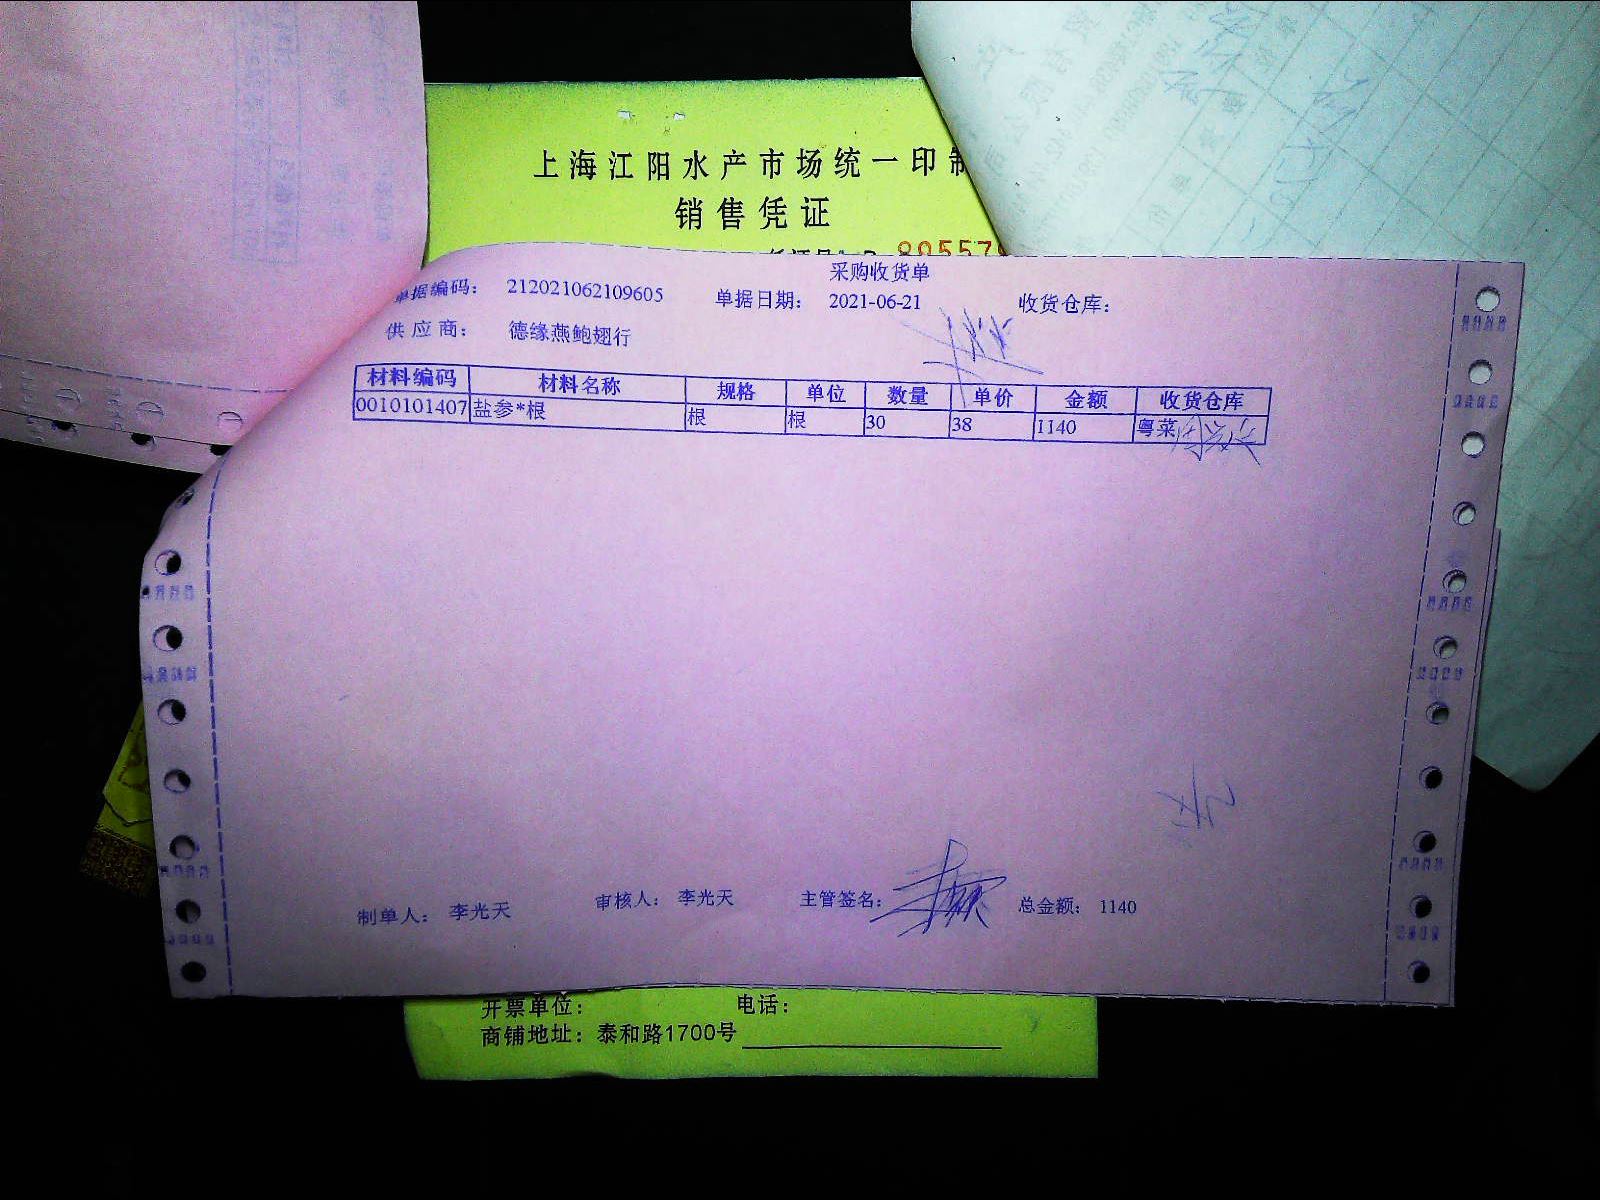 上海江阳水产市场统一印制
销售凭证
采购收货单
单据编码： 212021062109605 单据日期： 2021-06-21 收货仓库：
供应商： 德缘燕鲍翅行
材料编码 材料名称 规格 单位 数量 单价 金额 收货仓库
0010101407 盐参*根 根 根 30 38 1140 粤菜
制单人： 李光天 审核人： 李光天 主管签名： 总金额： 1140
开票单位： 电话：
商铺地址：泰和路1700号